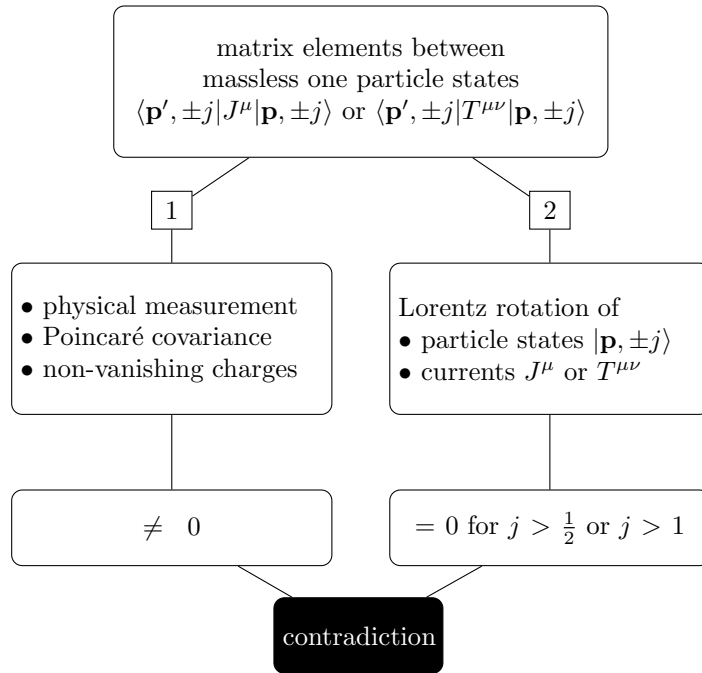 matrix elements between
massless one particle states
⟨𝐩′, ±j|J^μ|𝐩, ±j⟩ or ⟨𝐩′, ±j|T^{μν}|𝐩, ±j⟩
1
2
• physical measurement
• Poincaré covariance
• non-vanishing charges
Lorentz rotation of
• particle states |𝐩, ±j⟩
• currents J^μ or T^{μν}
≠ 0
= 0 for j > 1/2 or j > 1
contradiction